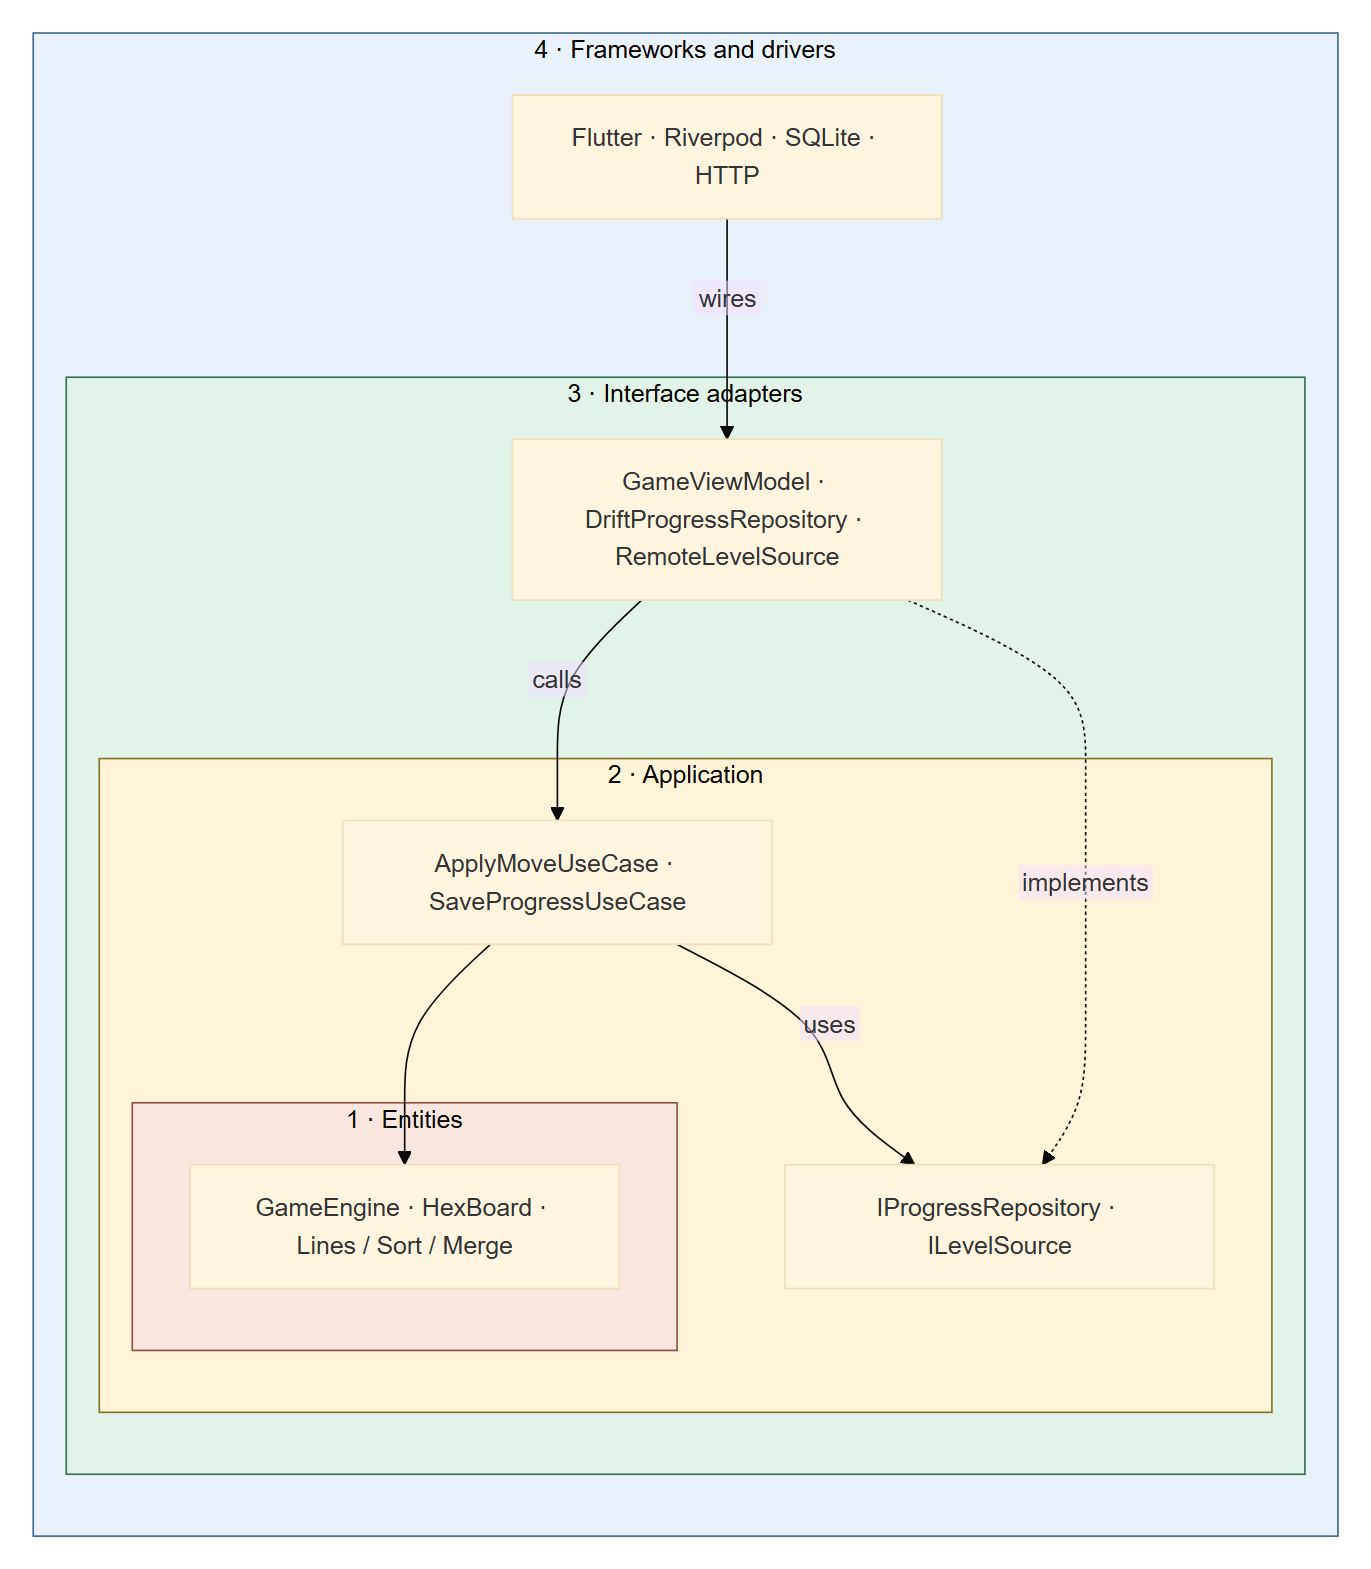 4 · Frameworks and drivers
Flutter · Riverpod · SQLite ·
HTTP
wires
3 · Interface adapters
GameViewModel ·
DriftProgressRepository ·
RemoteLevelSource
calls
2 · Application
ApplyMoveUseCase ·
SaveProgressUseCase
implements
uses
1 · Entities
GameEngine · HexBoard ·
Lines / Sort / Merge
IProgressRepository ·
ILevelSource